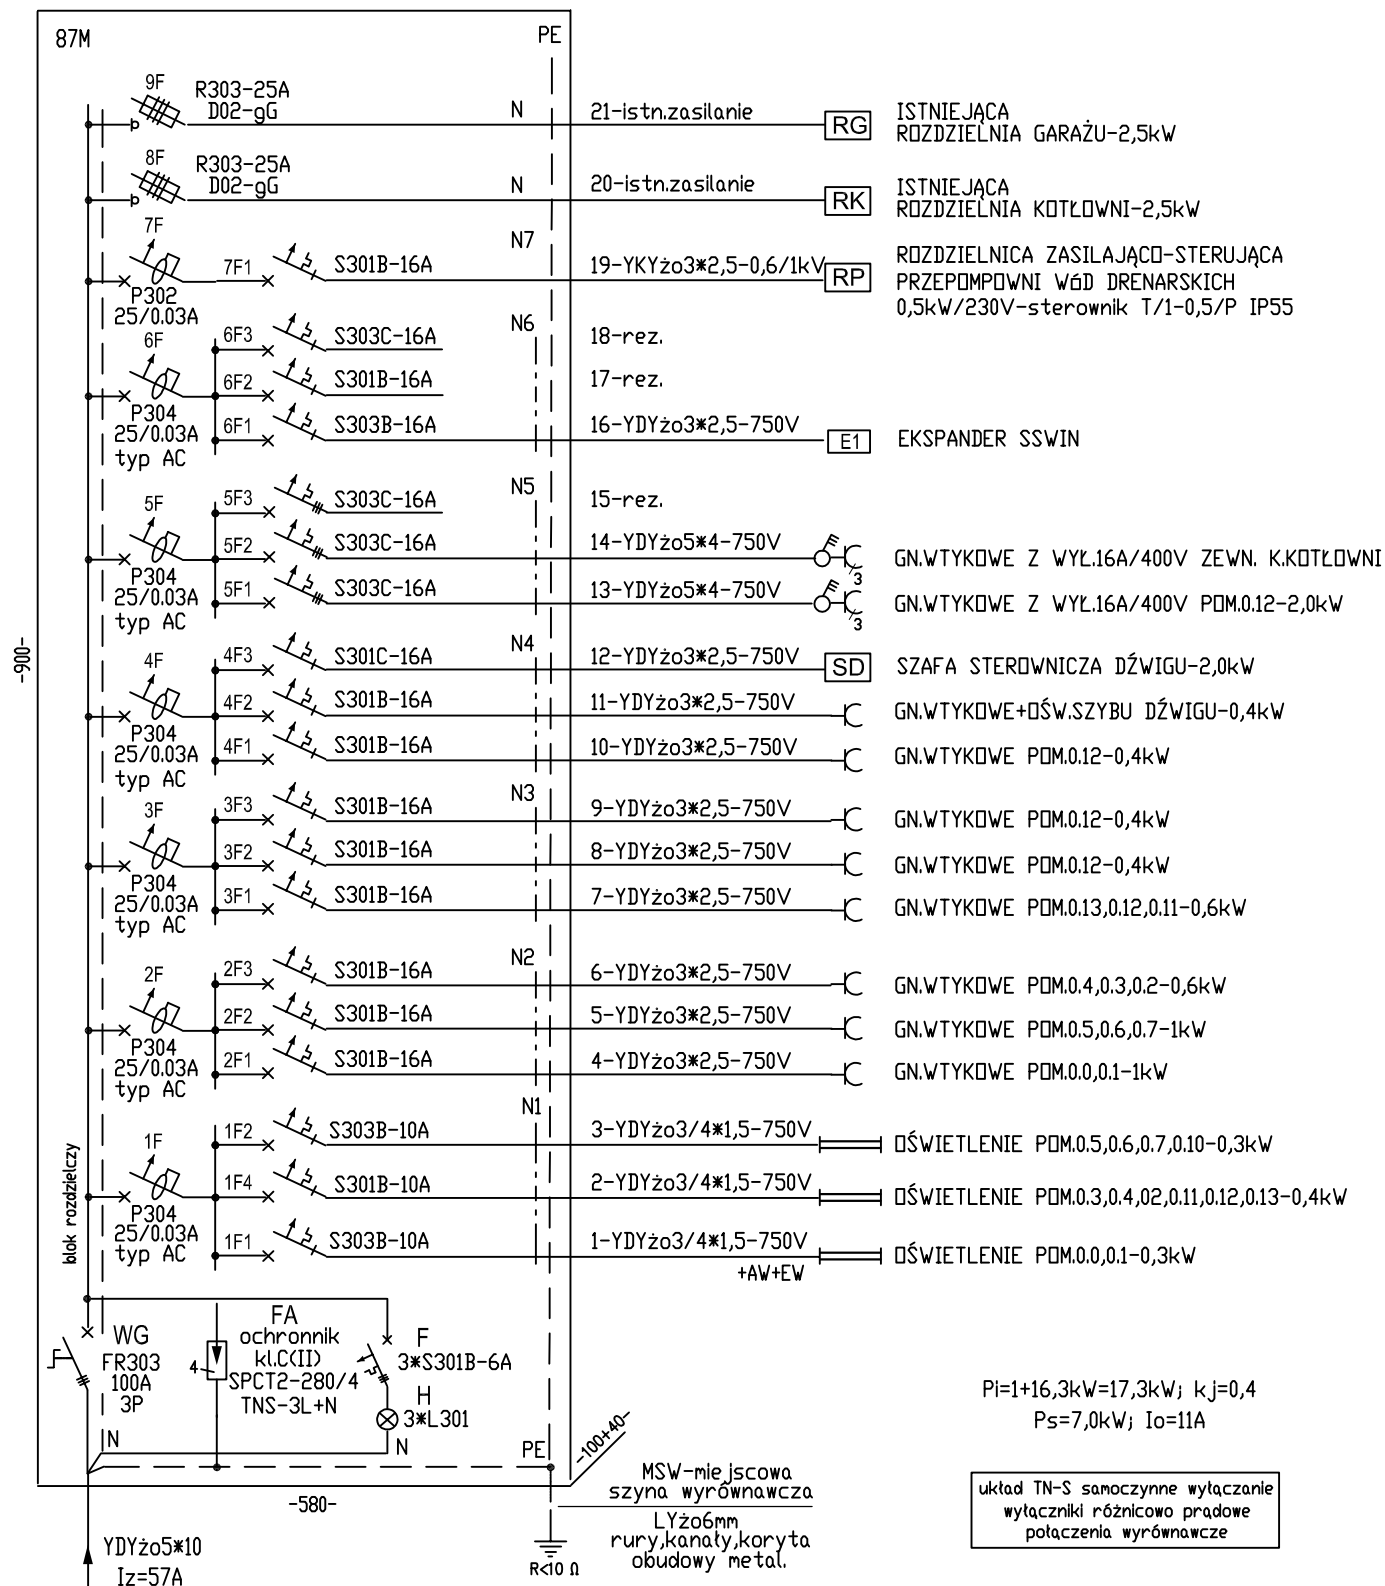 87M
PE
9F
R303-25A
D02-gG
N
21-istn.zasilanie
RG
ISTNIEJĄCA
ROZDZIELNIA GARAŻU-2,5kW
8F
R303-25A
D02-gG
N
20-istn.zasilanie
RK
ISTNIEJĄCA
ROZDZIELNIA KOTŁOWNI-2,5kW
7F
P302
25/0.03A
7F1
S301B-16A
N7
19-YKYżo3*2,5-0,6/1kV
RP
ROZDZIELNICA ZASILAJĄCO-STERUJĄCA
PRZEPOMPOWNI WóD DRENARSKICH
0,5kW/230V-sterownik T/1-0,5/P IP55
6F
P304
25/0.03A
typ AC
6F3
S303C-16A
N6
18-rez.
6F2
S301B-16A
17-rez.
6F1
S303B-16A
16-YDYżo3*2,5-750V
E1
EKSPANDER SSWIN
5F
P304
25/0.03A
typ AC
5F3
S303C-16A
N5
15-rez.
5F2
S303C-16A
14-YDYżo5*4-750V
3
GN.WTYKOWE Z WYŁ.16A/400V ZEWN. K.KOTŁOWNI
5F1
S303C-16A
13-YDYżo5*4-750V
3
GN.WTYKOWE Z WYŁ.16A/400V POM.0.12-2,0kW
-900-
4F
P304
25/0.03A
typ AC
4F3
S301C-16A
N4
12-YDYżo3*2,5-750V
SD
SZAFA STEROWNICZA DŹWIGU-2,0kW
4F2
S301B-16A
11-YDYżo3*2,5-750V
GN.WTYKOWE+OŚW.SZYBU DŹWIGU-0,4kW
4F1
S301B-16A
10-YDYżo3*2,5-750V
GN.WTYKOWE POM.0.12-0,4kW
3F
P304
25/0.03A
typ AC
3F3
S301B-16A
N3
9-YDYżo3*2,5-750V
GN.WTYKOWE POM.0.12-0,4kW
3F2
S301B-16A
8-YDYżo3*2,5-750V
GN.WTYKOWE POM.0.12-0,4kW
3F1
S301B-16A
7-YDYżo3*2,5-750V
GN.WTYKOWE POM.0.13,0.12,0.11-0,6kW
2F
P304
25/0.03A
typ AC
2F3
S301B-16A
N2
6-YDYżo3*2,5-750V
GN.WTYKOWE POM.0.4,0.3,0.2-0,6kW
2F2
S301B-16A
5-YDYżo3*2,5-750V
GN.WTYKOWE POM.0.5,0.6,0.7-1kW
2F1
S301B-16A
4-YDYżo3*2,5-750V
GN.WTYKOWE POM.0.0,0.1-1kW
blok rozdzielczy
1F
P304
25/0.03A
typ AC
1F2
S303B-10A
N1
3-YDYżo3/4*1,5-750V
OŚWIETLENIE POM.0.5,0.6,0.7,0.10-0,3kW
1F4
S301B-10A
2-YDYżo3/4*1,5-750V
OŚWIETLENIE POM.0.3,0.4,02,0.11,0.12,0.13-0,4kW
1F1
S303B-10A
1-YDYżo3/4*1,5-750V
+AW+EW
OŚWIETLENIE POM.0.0,0.1-0,3kW
WG
FR303
100A
3P
4
FA
ochronnik
kl.C(II)
SPCT2-280/4
TNS-3L+N
F
3*S301B-6A
H
3*L301
N
N
PE
-100+40-
-580-
YDYżo5*10
Iz=57A
MSW-miejscowa
szyna wyrównawcza
LYżo6mm
rury,kanały,koryta
obudowy metal.
R<10 Ω
Pi=1+16,3kW=17,3kW; kj=0,4
Ps=7,0kW; Io=11A
układ TN-S samoczynne wyłączanie
wyłączniki różnicowo prądowe
połączenia wyrównawcze